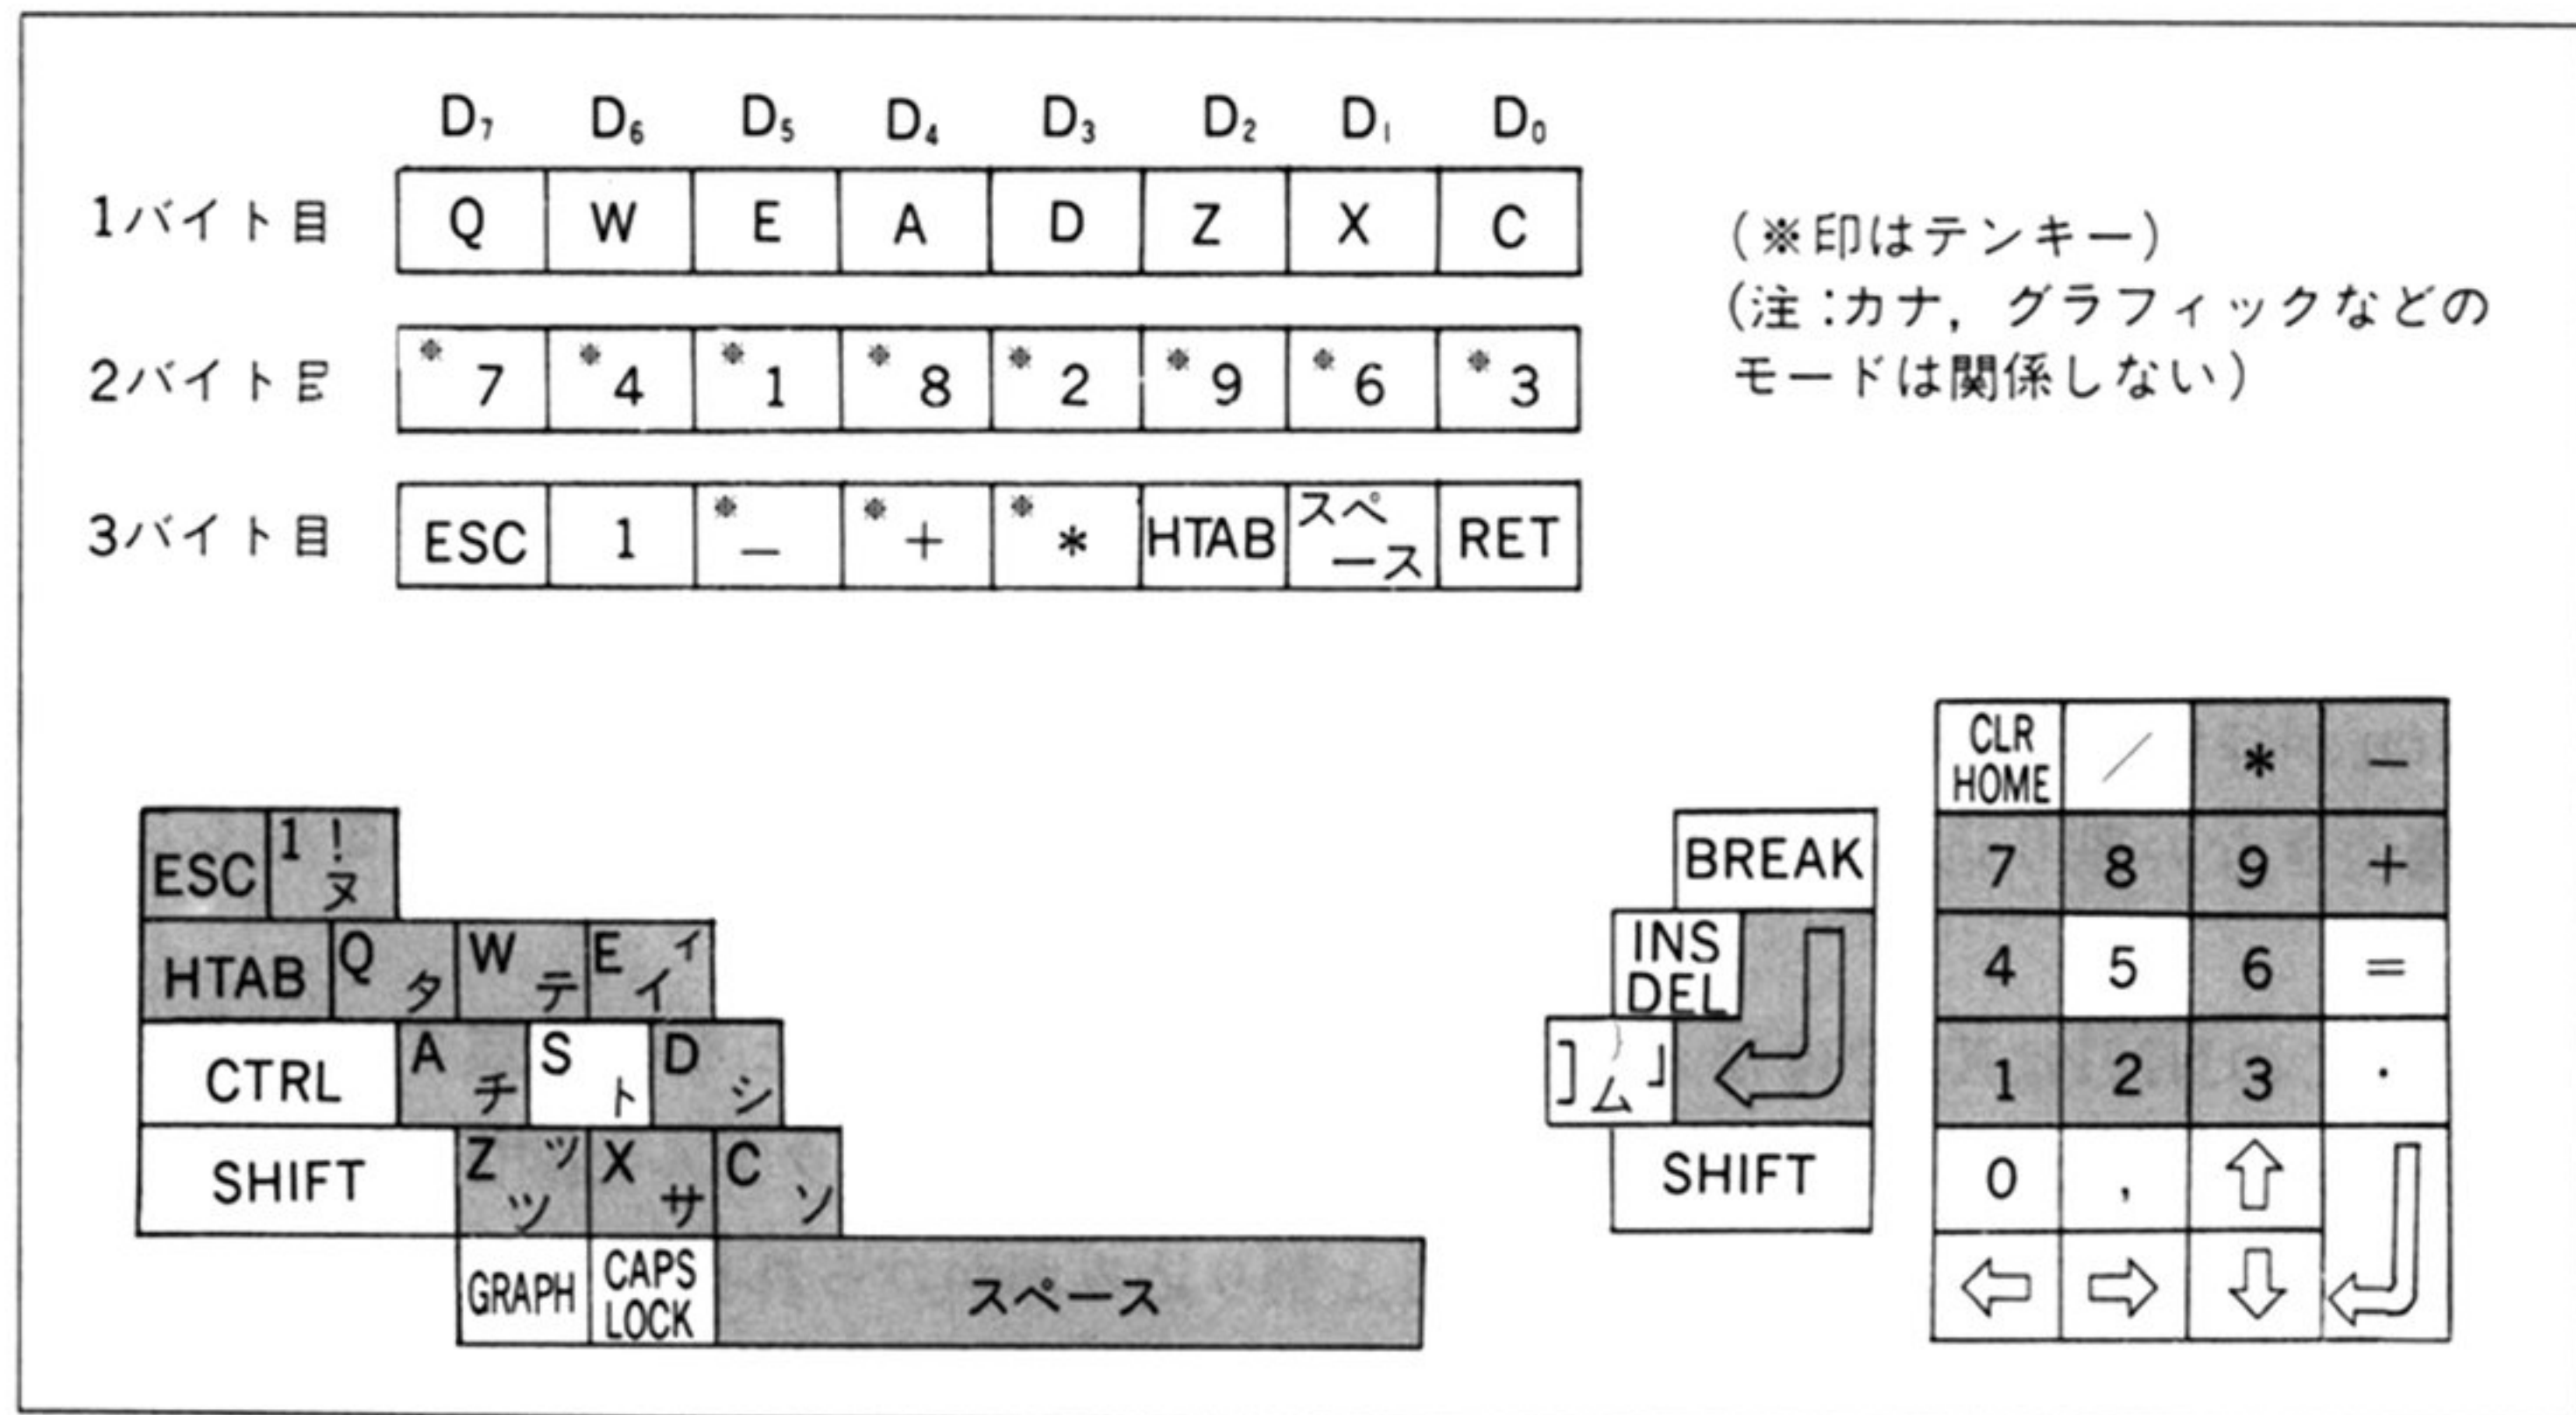 D₇ D₆ D₅ D₄ D₃ D₂ D₁ D₀
1バイト目 Q W E A D Z X C
(※印はテンキー)
(注:カナ,グラフィックなどの
モードは関係しない)
2バイト目 ※7 ※4 ※1 ※8 ※2 ※9 ※6 ※3
3バイト目 ESC 1 ※− ※+ ※* HTAB スペース RET
ESC 1 ! ヌ
HTAB Q タ W テ E ィ イ
CTRL A チ S ト D シ
SHIFT Z ッ ツ X サ C ソ
GRAPH CAPS LOCK スペース
BREAK
INS DEL
] } ム 」
SHIFT
CLR HOME / * −
7 8 9 +
4 5 6 =
1 2 3 .
0 , ⇧
⇦ ⇨ ⇩